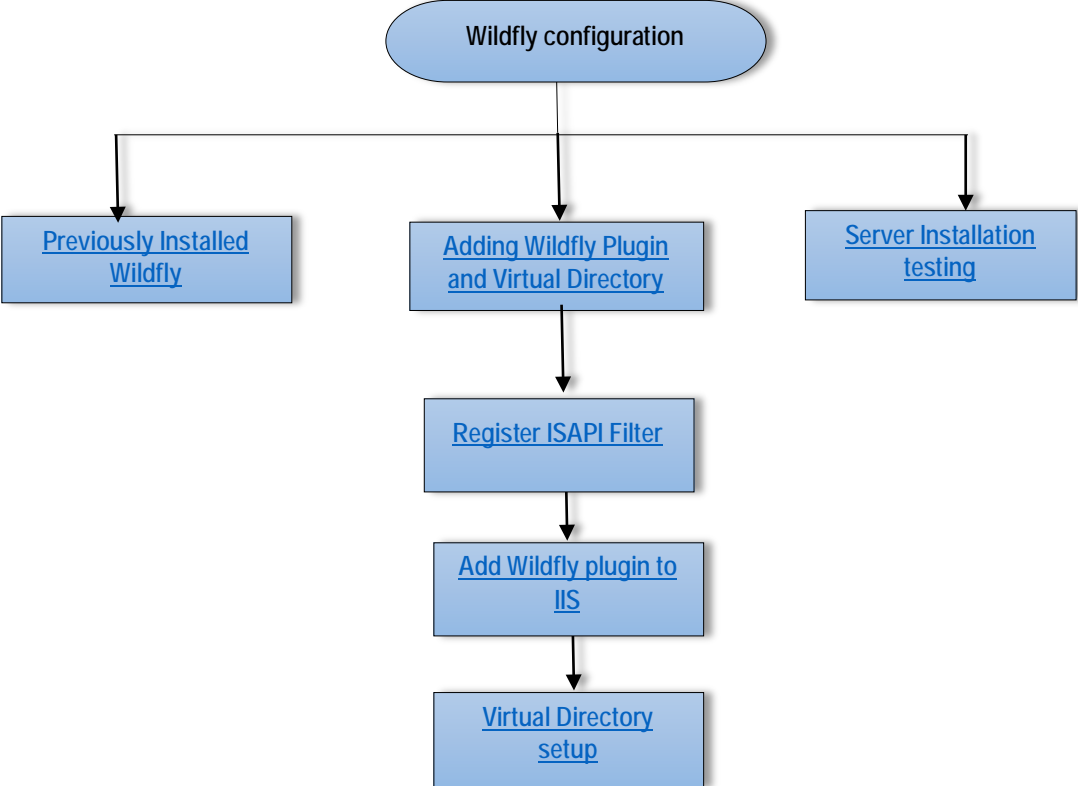 Wildfly configuration
Previously Installed
Wildfly
Adding Wildfly Plugin
and Virtual Directory
Server Installation
testing
Register ISAPI Filter
Add Wildfly plugin to
IIS
Virtual Directory
setup